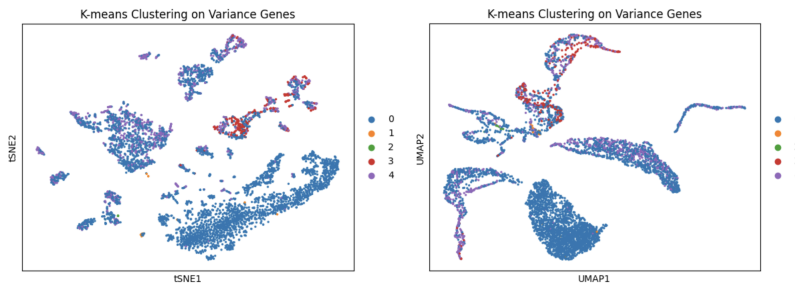 K-means Clustering on Variance Genes
tSNE2
0
1
2
3
4
tSNE1
K-means Clustering on Variance Genes
UMAP2
UMAP1